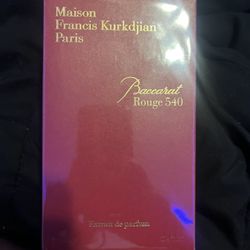 Maison
Francis Kurkdjian
Paris
Baccarat
Rouge 540
Extrait de parfum